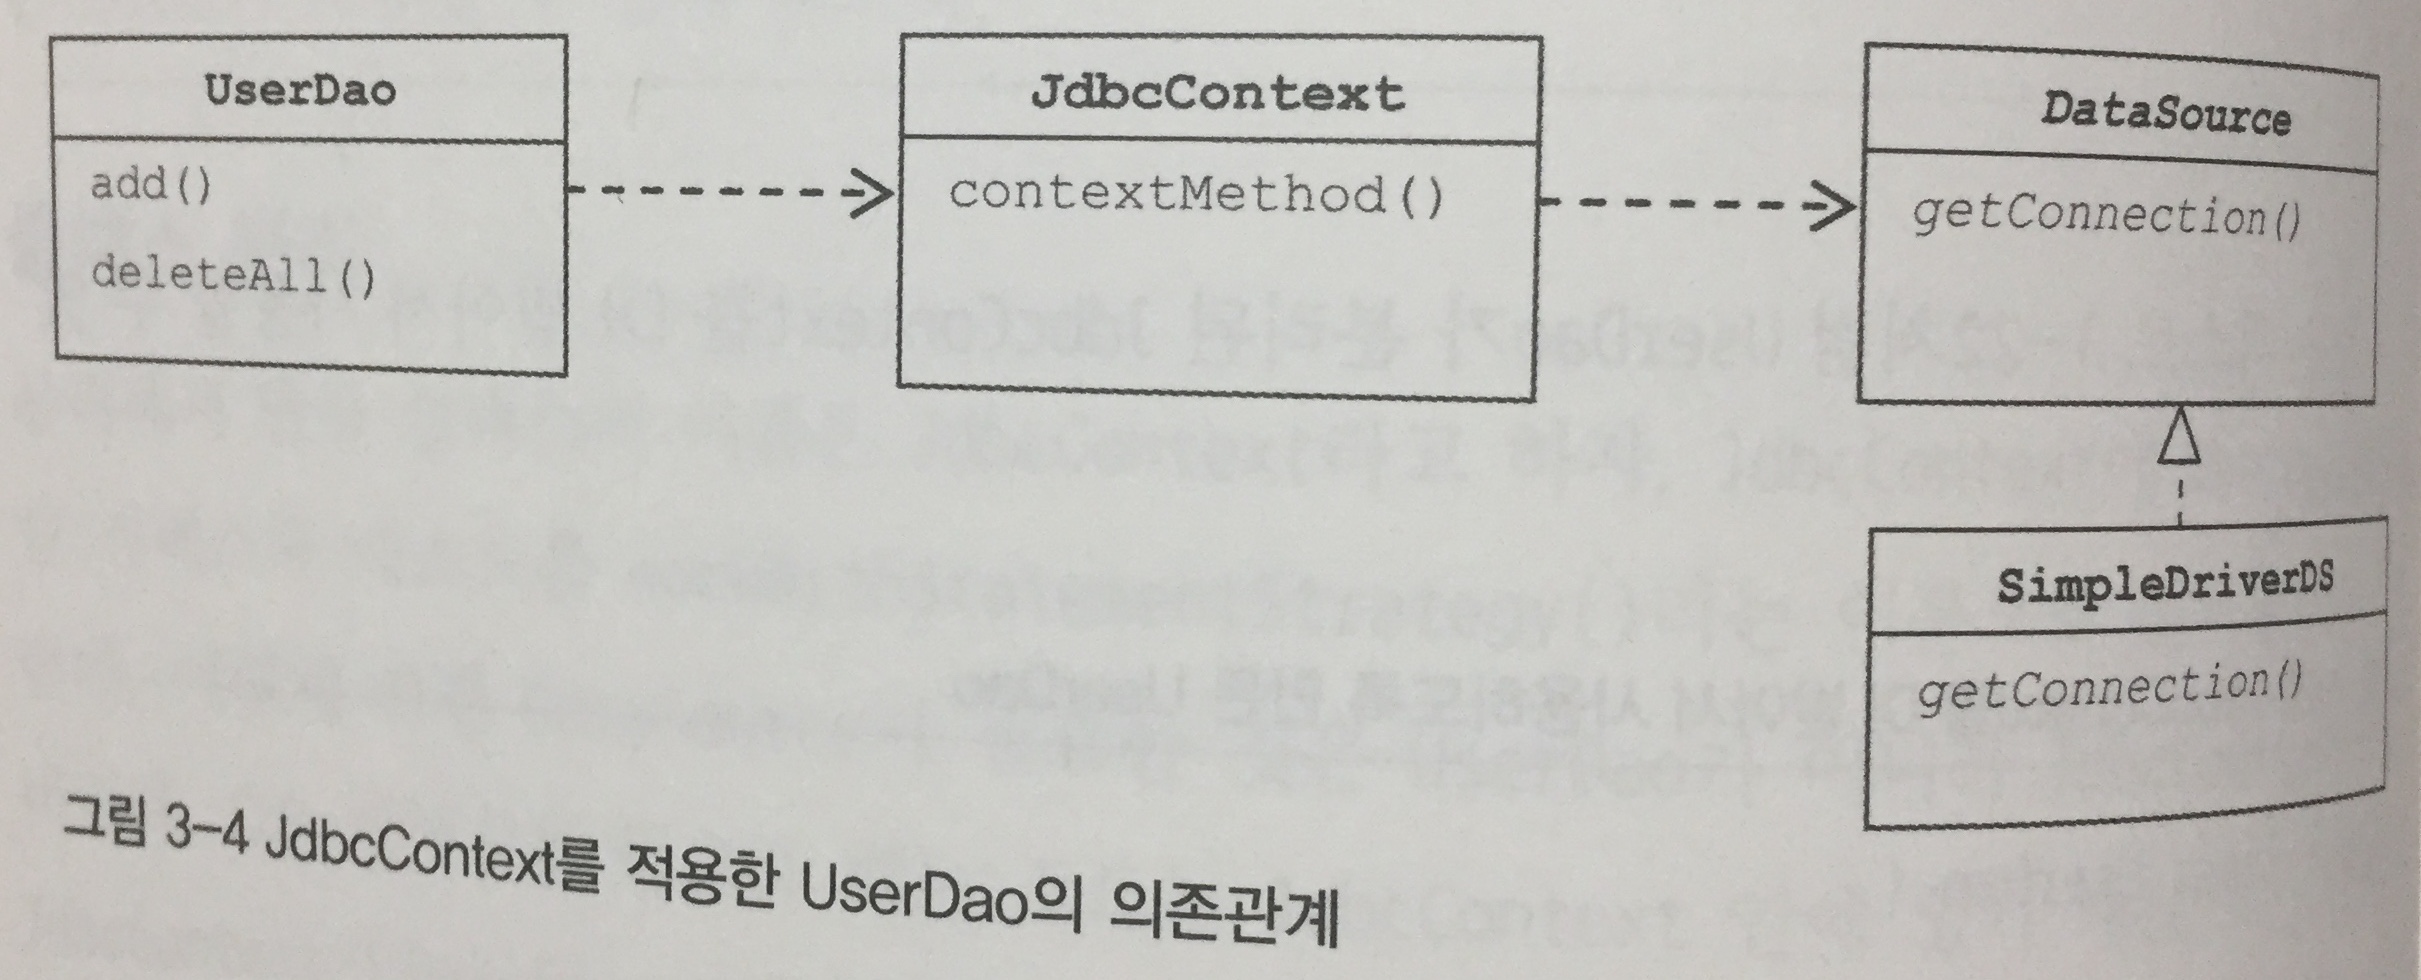 UserDao
add()
deleteAll()
JdbcContext
contextMethod()
DataSource
getConnection()
SimpleDriverDS
getConnection()
그림 3-4 JdbcContext를 적용한 UserDao의 의존관계